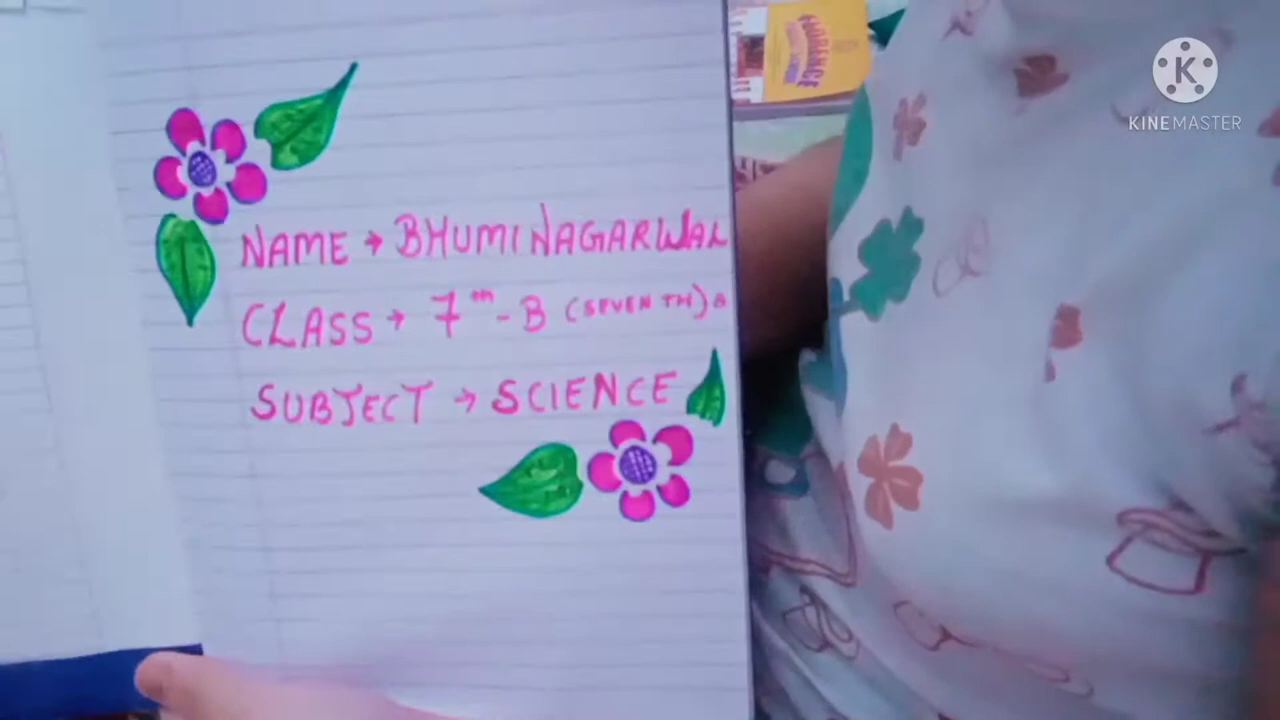 NAME → BHUMI NAGARWAL
CLASS → 7th - B (SEVENTH) B
SUBJECT → SCIENCE
KINEMASTER